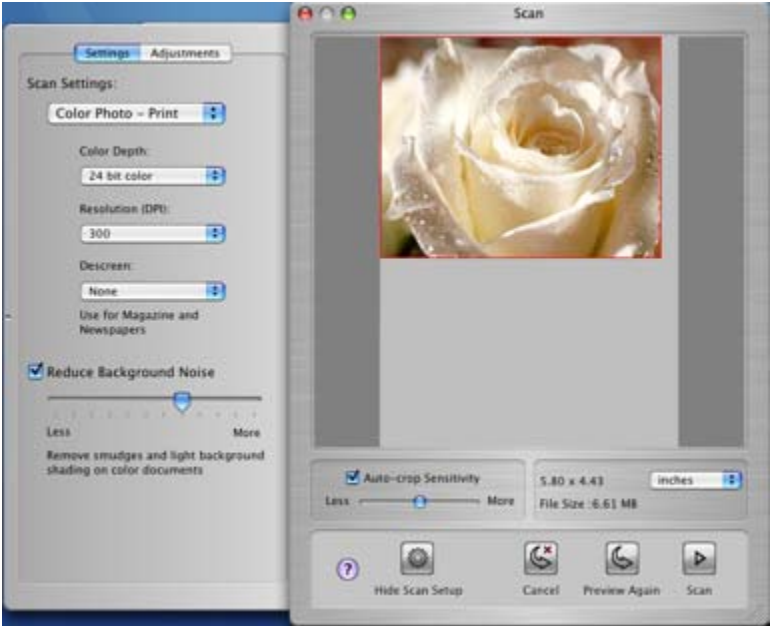 Scan
Settings
Adjustments
Scan Settings:
Color Photo – Print
Color Depth:
24 bit color
Resolution (DPI):
300
Descreen:
None
Use for Magazine and
Newspapers
Reduce Background Noise
Less
More
Remove smudges and light background
shading on color documents
Auto-crop Sensitivity
Less
More
5.80 x 4.43
inches
File Size :6.61 MB
?
Hide Scan Setup
Cancel
Preview Again
Scan